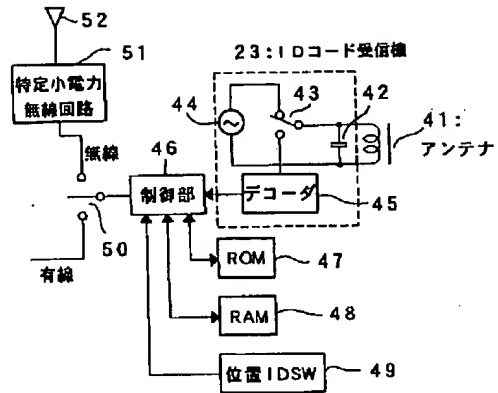 52
51
特定小電力
無線回路
23:IDコード受信機
44
43
42
41:
アンテナ
無線
46
制御部
デコーダ
45
50
有線
ROM
47
RAM
48
位置IDSW
49